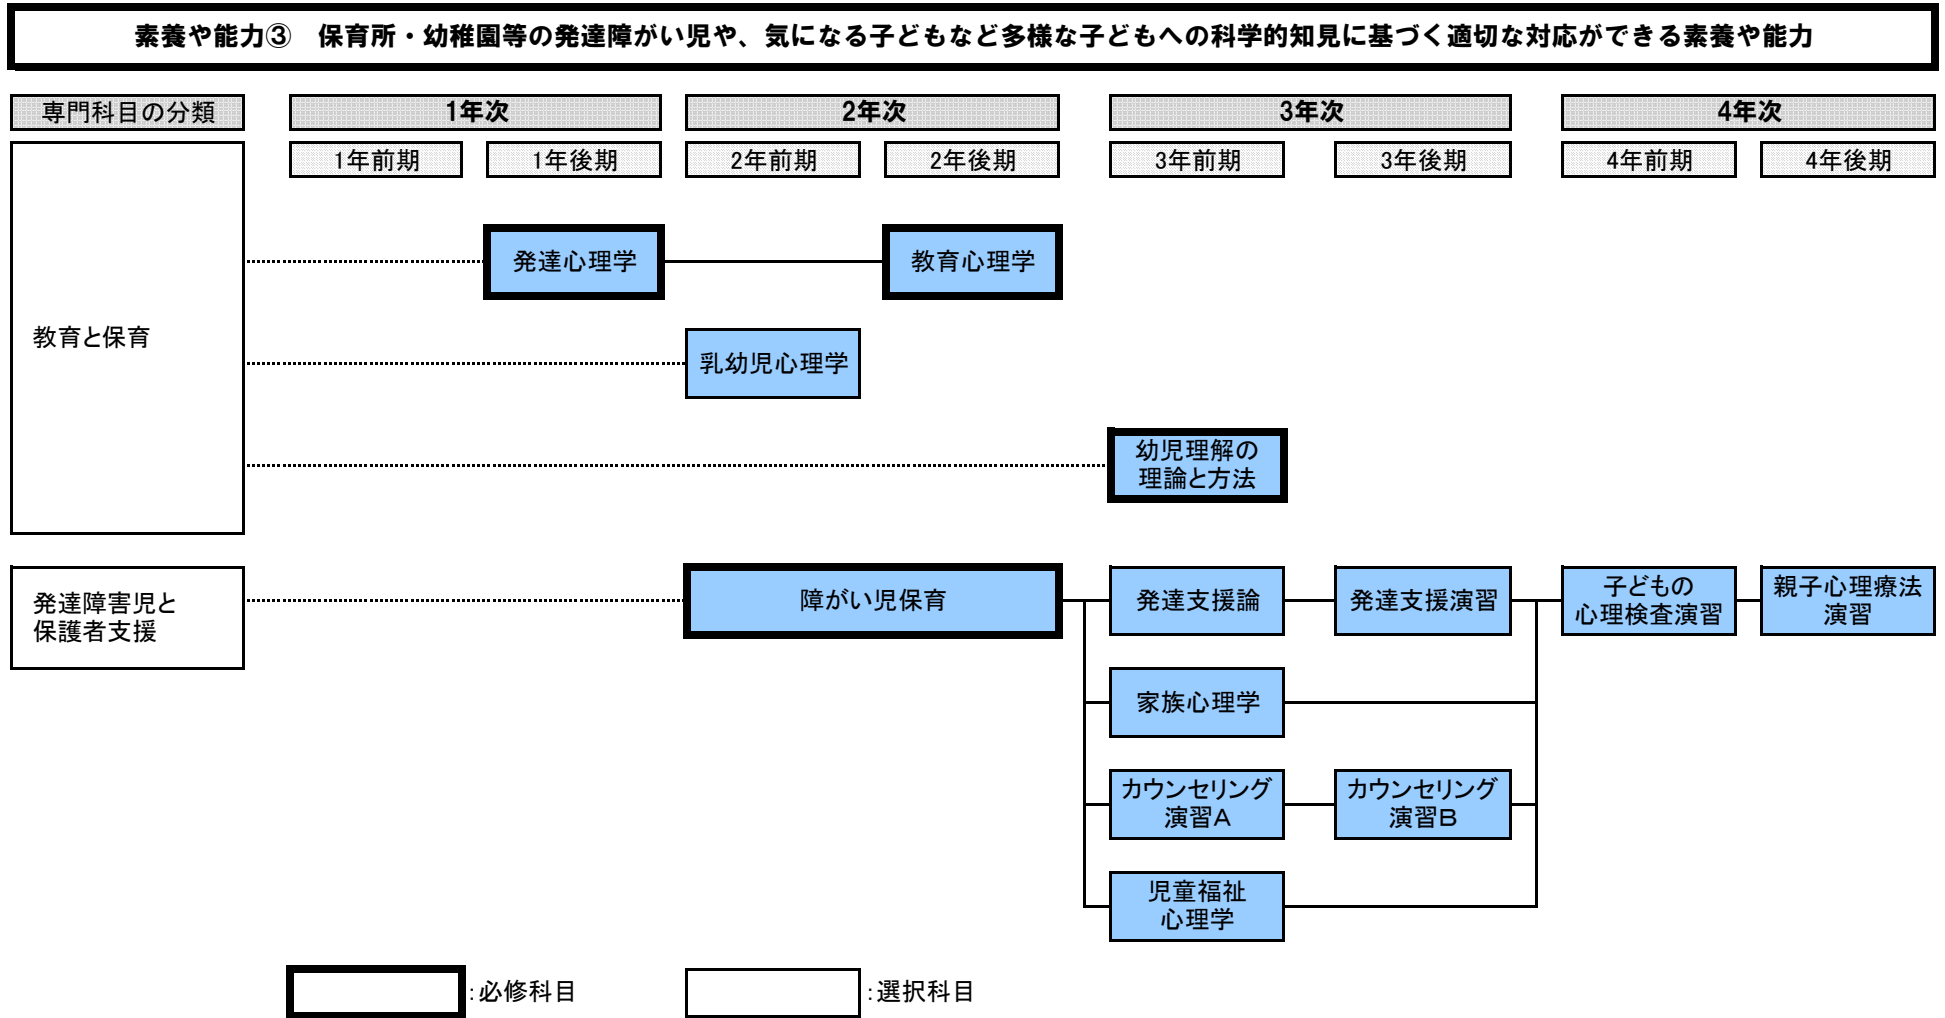 素養や能力③　保育所・幼稚園等の発達障がい児や、気になる子どもなど多様な子どもへの科学的知見に基づく適切な対応ができる素養や能力
専門科目の分類
1年次
2年次
3年次
4年次
1年前期
1年後期
2年前期
2年後期
3年前期
3年後期
4年前期
4年後期
教育と保育
発達心理学
教育心理学
乳幼児心理学
幼児理解の
理論と方法
発達障害児と
保護者支援
障がい児保育
発達支援論
発達支援演習
子どもの
心理検査演習
親子心理療法
演習
家族心理学
カウンセリング
演習A
カウンセリング
演習B
児童福祉
心理学
:必修科目
:選択科目